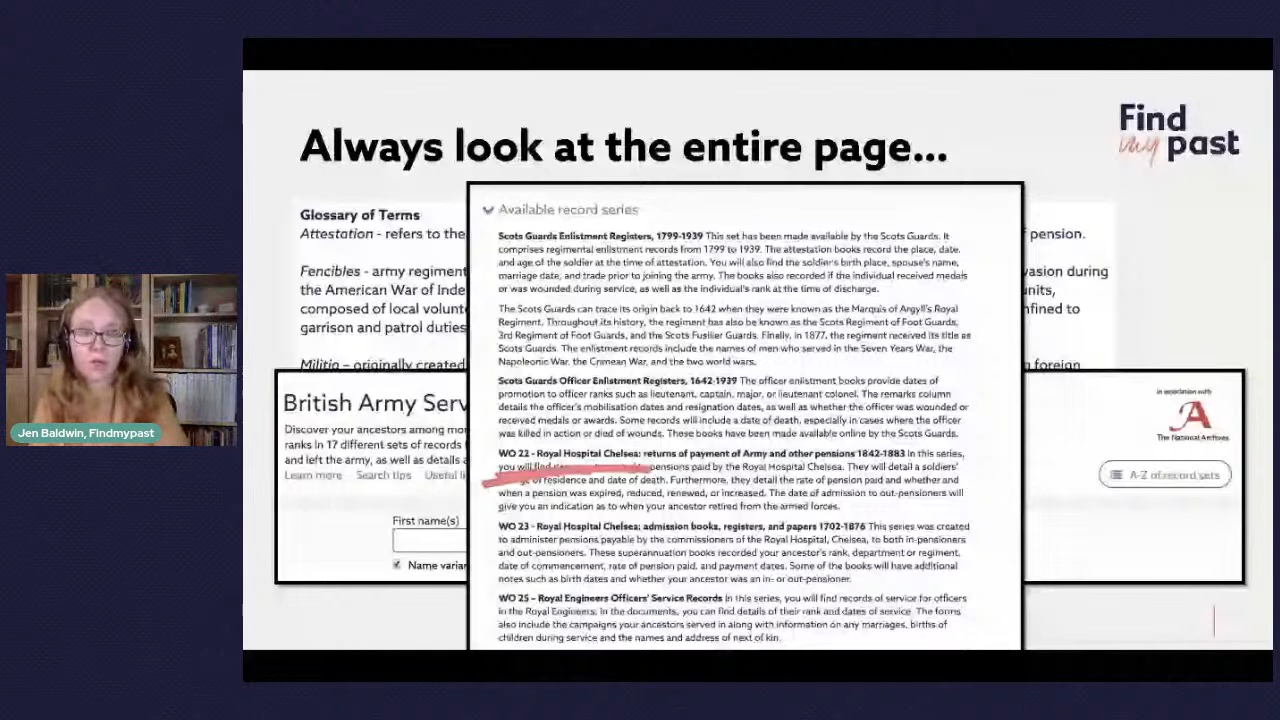 Always look at the entire page...
Find
my past
Glossary of Terms
Attestation - refers to the
f pension.
Fencibles - army regiment
vasion during
the American War of Inde
units,
composed of local volunt
nfined to
garrison and patrol duties
Militia – originally created
foreign
Available record series
Scots Guards Enlistment Registers, 1799-1939 This set has been made available by the Scots Guards. It
comprises regimental enlistment records from 1799 to 1939. The attestation books record the place, date,
and age of the soldier at the time of attestation. You will also find the soldier's birth place, spouse's name,
marriage date, and trade prior to joining the army. The books also recorded if the individual received medals
or was wounded during service, as well as the individual's rank at the time of discharge.
The Scots Guards can trace its origin back to 1642 when they were known as the Marquis of Argyll's Royal
Regiment. Throughout its history, the regiment has also be known as the Scots Regiment of Foot Guards,
3rd Regiment of Foot Guards, and the Scots Fusilier Guards. Finally, in 1877, the regiment received its title as
Scots Guards. The enlistment records include the names of men who served in the Seven Years War, the
Napoleonic War, the Crimean War, and the two world wars.
Scots Guards Officer Enlistment Registers, 1642-1939 The officer enlistment books provide dates of
promotion to officer ranks such as lieutenant, captain, major, or lieutenant colonel. The remarks column
details the officer's mobilisation dates and resignation dates, as well as whether the officer was wounded or
received medals or awards. Some records will include a date of death, especially in cases where the officer
was killed in action or died of wounds. These books have been made available online by the Scots Guards.
WO 22 - Royal Hospital Chelsea: returns of payment of Army and other pensions 1842-1883 In this series,
you will find pensions paid by the Royal Hospital Chelsea. They will detail a soldiers'
of residence and date of death. Furthermore, they detail the rate of pension paid and whether and
when a pension was expired, reduced, renewed, or increased. The date of admission to out-pensioners will
give you an indication as to when your ancestor retired from the armed forces.
WO 23 - Royal Hospital Chelsea: admission books, registers, and papers 1702-1876 This series was created
to administer pensions payable by the commissioners of the Royal Hospital, Chelsea, to both in-pensioners
and out-pensioners. These superannuation books recorded your ancestor's rank, department or regiment,
date of commencement, rate of pension paid, and payment dates. Some of the books will have additional
notes such as birth dates and whether your ancestor was an in- or out-pensioner.
WO 25 - Royal Engineers Officers' Service Records In this series, you will find records of service for officers
in the Royal Engineers. In the documents, you can find details of their rank and dates of service. The forms
also include the campaigns your ancestors served in along with information on any marriages, births of
children during service and the names and address of next of kin.
British Army Serv
Discover your ancestors among mor
ranks in 17 different sets of records f
and left the army, as well as details a
Learn more Search tips Useful li
First name(s)
Name varian
in association with
A
The National Archives
A-Z of record sets
Jen Baldwin, Findmypast